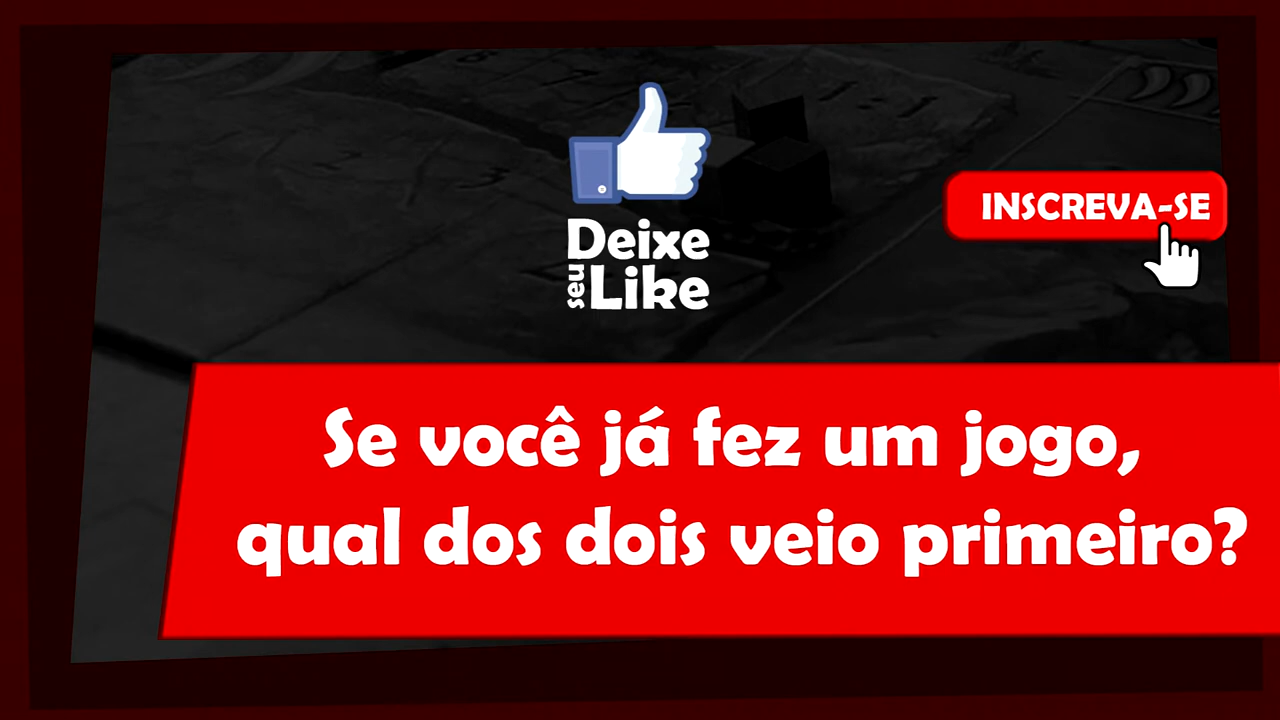 Deixe
seu Like
INSCREVA-SE
Se você já fez um jogo,
qual dos dois veio primeiro?